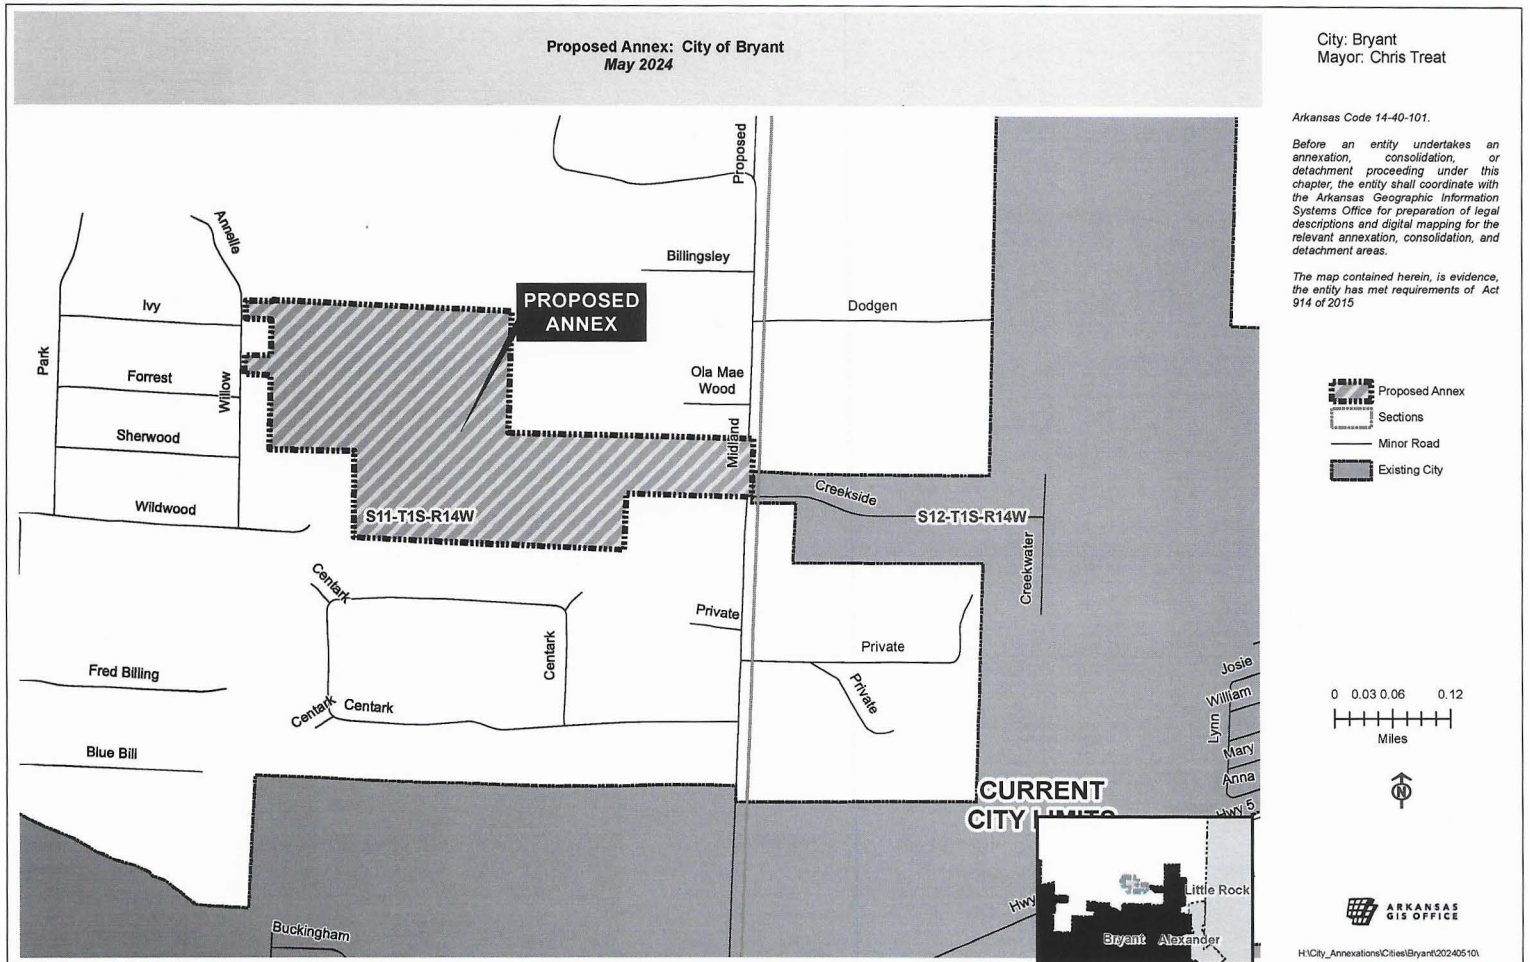 Proposed Annex: City of Bryant
May 2024
City: Bryant
Mayor: Chris Treat
Arkansas Code 14-40-101.
Before an entity undertakes an
annexation, consolidation, or
detachment proceeding under this
chapter, the entity shall coordinate with
the Arkansas Geographic Information
Systems Office for preparation of legal
descriptions and digital mapping for the
relevant annexation, consolidation, and
detachment areas.
The map contained herein, is evidence,
the entity has met requirements of Act
914 of 2015
Proposed Annex
Sections
Minor Road
Existing City
0 0.03 0.06 0.12
Miles
N
ARKANSAS
GIS OFFICE
H:\City_Annexations\Cities\Bryant\20240510\
Proposed
Annella
Billingsley
PROPOSED
ANNEX
Ivy
Dodgen
Park
Forrest
Willow
Ola Mae
Wood
Sherwood
Midland
Wildwood
S11-T1S-R14W
Creekside
S12-T1S-R14W
Creekwater
Centark
Private
Centark
Private
Private
Fred Billing
Centark
Centark
Josie
William
Lynn
Mary
Anna
Hwy 5
Blue Bill
CURRENT
CITY LIMITS
Hwy
Little Rock
Bryant
Alexander
Buckingham